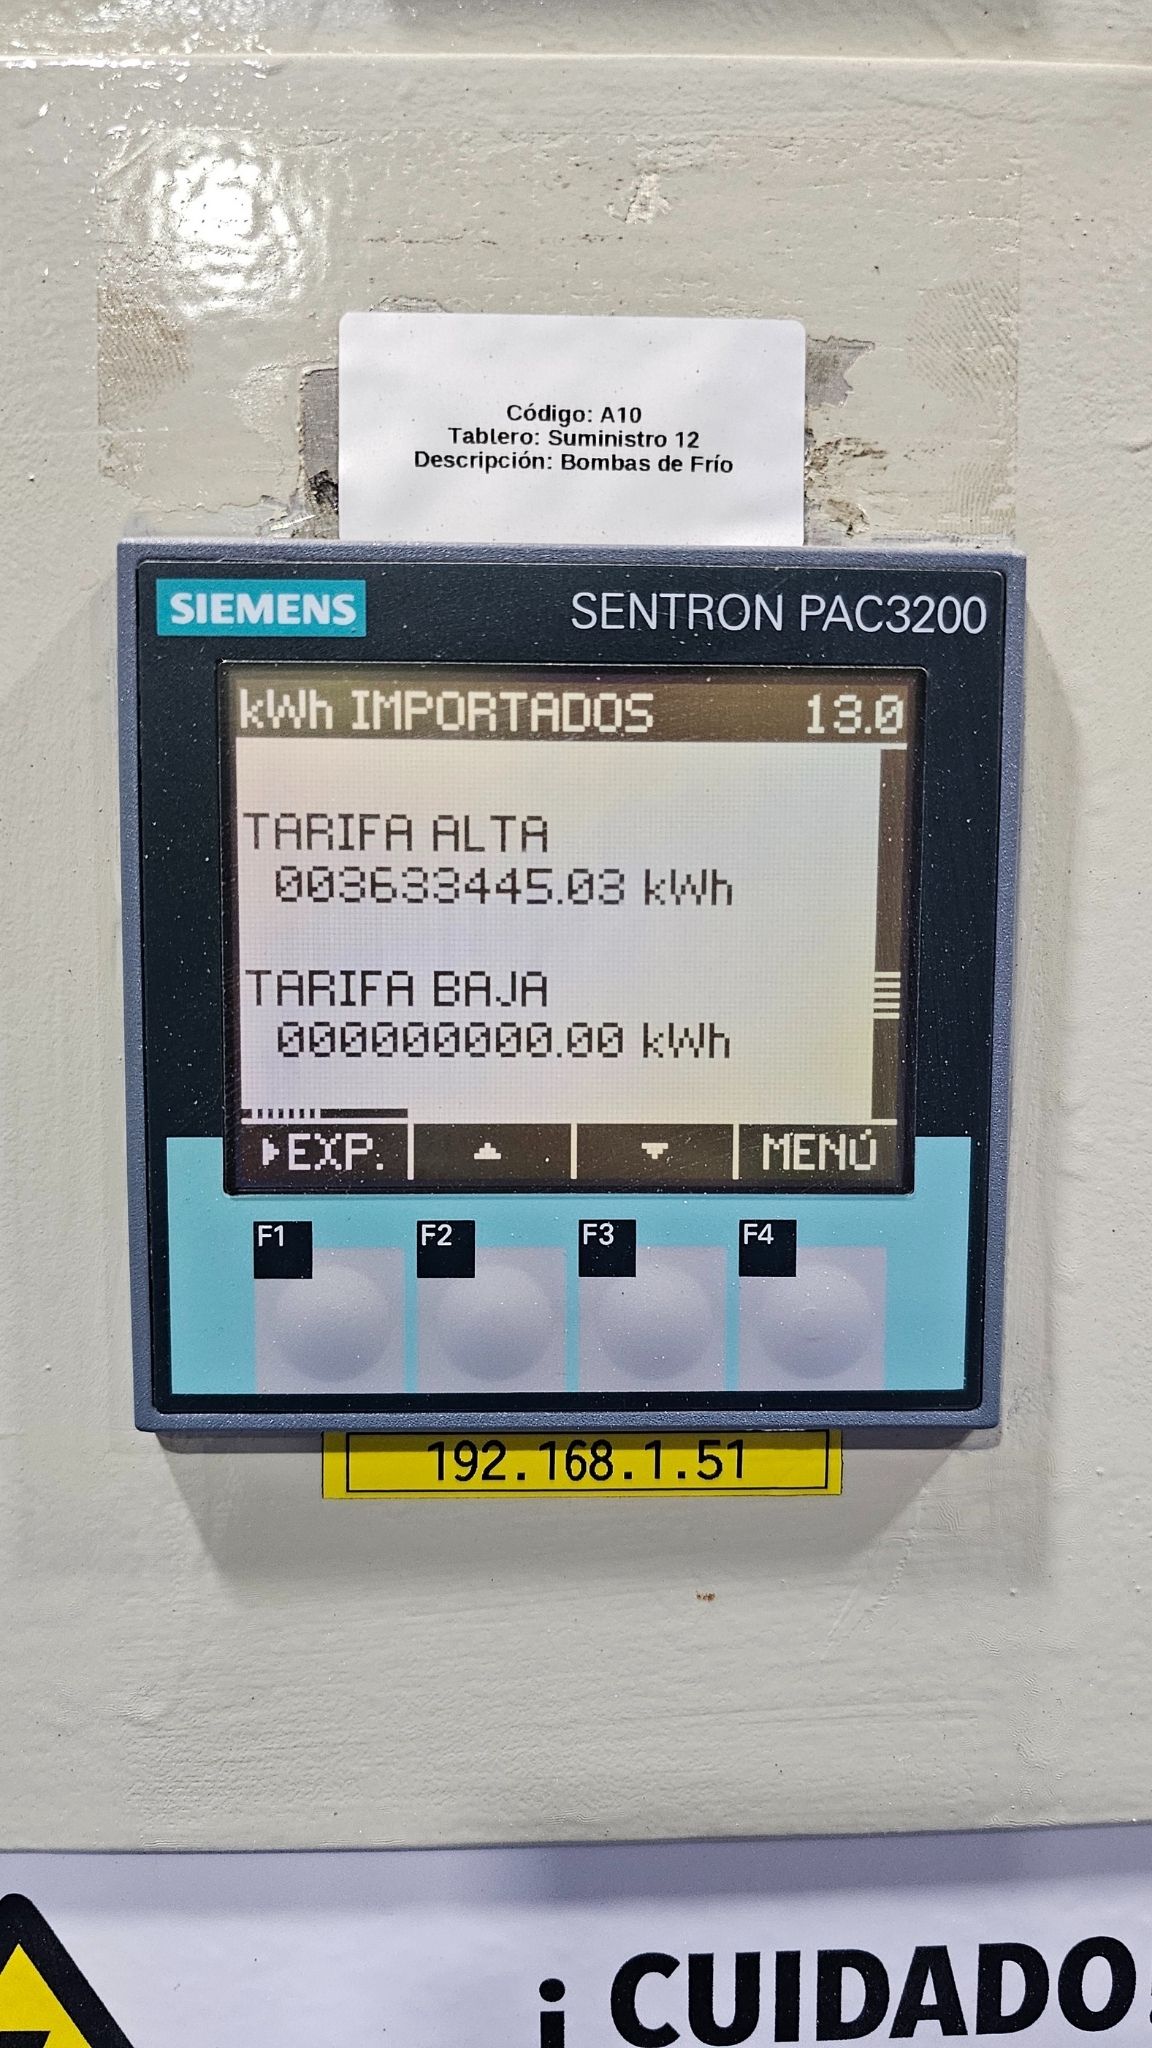 Código: A10
Tablero: Suministro 12
Descripción: Bombas de Frío
SIEMENS SENTRON PAC3200
kWh IMPORTADOS 13.0
TARIFA ALTA
003633445.03 kWh
TARIFA BAJA
000000000.00 kWh
▸EXP. ▲ ▼ MENÚ
F1 F2 F3 F4
192.168.1.51
¡ CUIDADO!